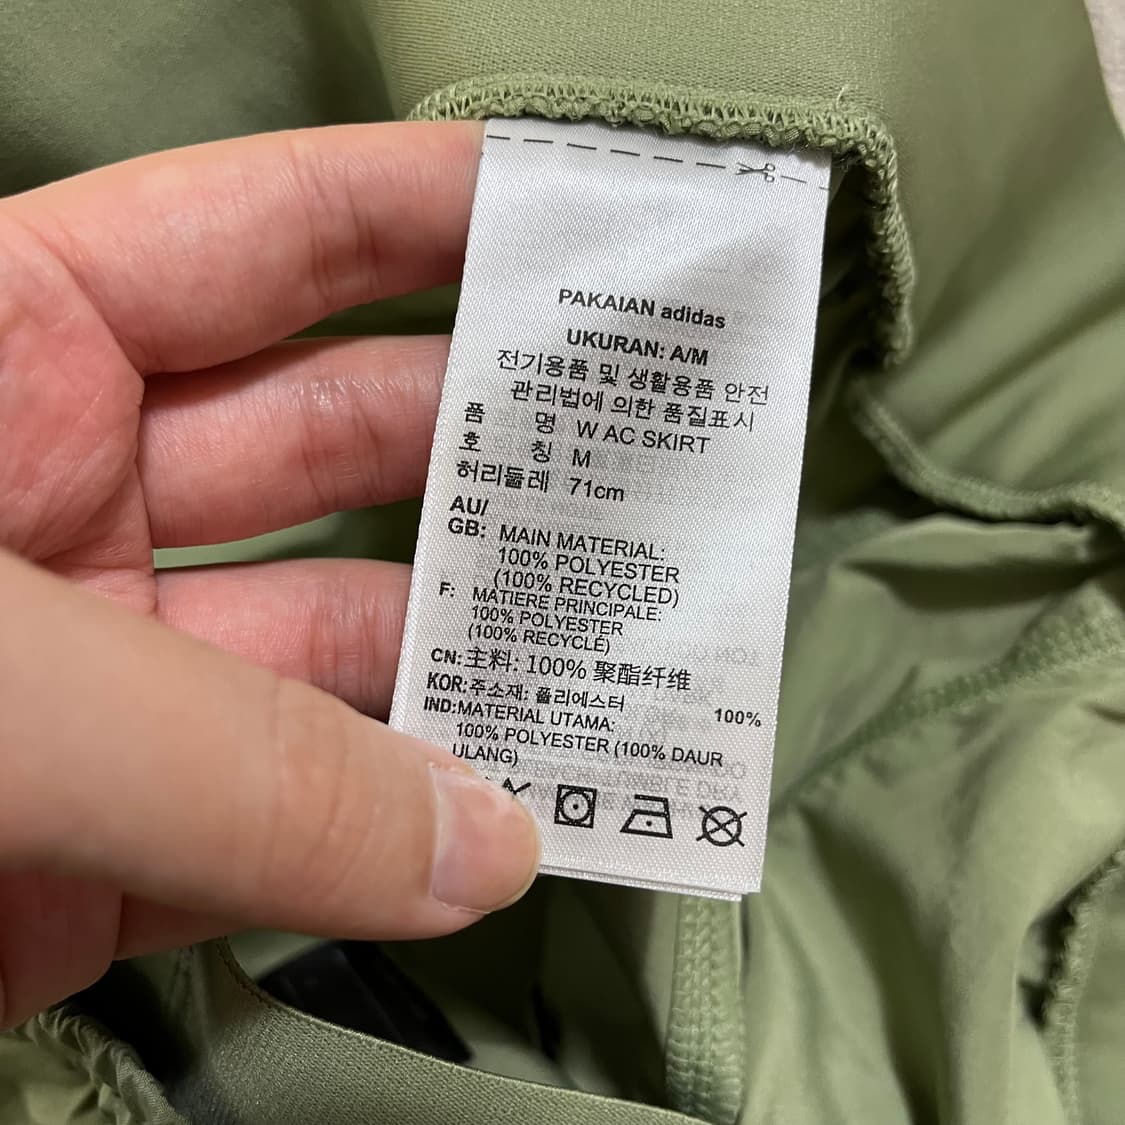 PAKAIAN adidas
UKURAN: A/M
전기용품 및 생활용품 안전
관리법에 의한 품질표시
품 명 W AC SKIRT
호 칭 M
허리둘레 71cm
AU/
GB: MAIN MATERIAL:
100% POLYESTER
(100% RECYCLED)
F: MATIERE PRINCIPALE:
100% POLYESTER
(100% RECYCLÉ)
CN: 主料: 100% 聚酯纤维
KOR: 주소재: 폴리에스터 100%
IND: MATERIAL UTAMA:
100% POLYESTER (100% DAUR
ULANG)